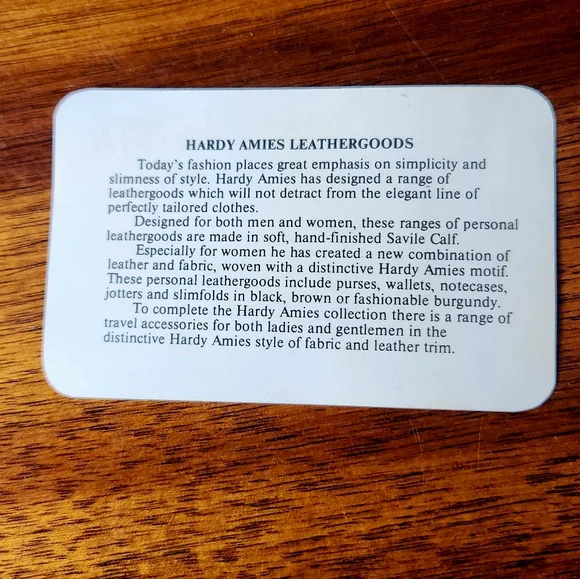 HARDY AMIES LEATHERGOODS
Today's fashion places great emphasis on simplicity and
slimness of style. Hardy Amies has designed a range of
leathergoods which will not detract from the elegant line of
perfectly tailored clothes.
Designed for both men and women, these ranges of personal
leathergoods are made in soft, hand-finished Savile Calf.
Especially for women he has created a new combination of
leather and fabric, woven with a distinctive Hardy Amies motif.
These personal leathergoods include purses, wallets, notecases,
jotters and slimfolds in black, brown or fashionable burgundy.
To complete the Hardy Amies collection there is a range of
travel accessories for both ladies and gentlemen in the
distinctive Hardy Amies style of fabric and leather trim.